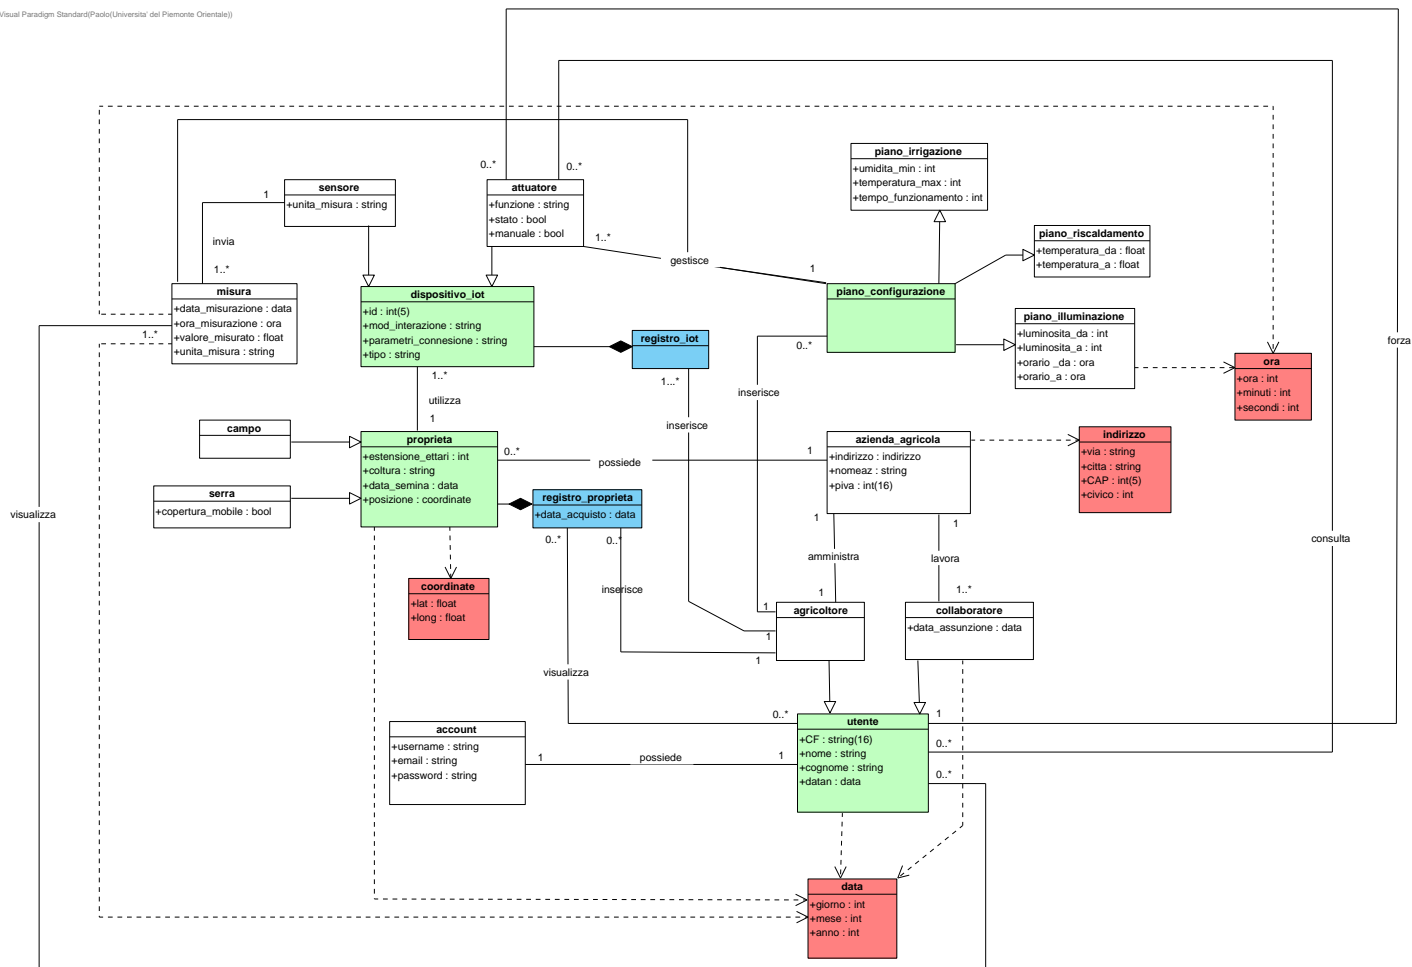 Visual Paradigm Standard(Paolo(Universita' del Piemonte Orientale))
0..*
0..*
piano_irrigazione
+umidita_min : int
+temperatura_max : int
+tempo_funzionamento : int
sensore
+unita_misura : string
1
attuatore
+funzione : string
+stato : bool
+manuale : bool
1..*
piano_riscaldamento
+temperatura_da : float
+temperatura_a : float
invia
1..*
gestisce
1
misura
+data_misurazione : data
+ora_misurazione : ora
+valore_misurato : float
+unita_misura : string
1..*
dispositivo_iot
+id : int(5)
+mod_interazione : string
+parametri_connesione : string
+tipo : string
1..*
registro_iot
1...*
piano_configurazione
0..*
piano_illuminazione
+luminosita_da : int
+luminosita_a : int
+orario _da : ora
+orario_a : ora
ora
+ora : int
+minuti : int
+secondi : int
forza
utilizza
1
inserisce
inserisce
campo
proprieta
+estensione_ettari : int
+coltura : string
+data_semina : data
+posizione : coordinate
0..*
possiede
1
azienda_agricola
+indirizzo : indirizzo
+nomeaz : string
+piva : int(16)
1
1
indirizzo
+via : string
+citta : string
+CAP : int(5)
+civico : int
serra
+copertura_mobile : bool
registro_proprieta
+data_acquisto : data
0..*
0..*
visualizza
consulta
amministra
lavora
coordinate
+lat : float
+long : float
inserisce
1
1
1..*
agricoltore
1
1
collaboratore
+data_assunzione : data
visualizza
account
+username : string
+email : string
+password : string
1
possiede
1
0..*
utente
+CF : string(16)
+nome : string
+cognome : string
+datan : data
1
0..*
0..*
data
+giorno : int
+mese : int
+anno : int